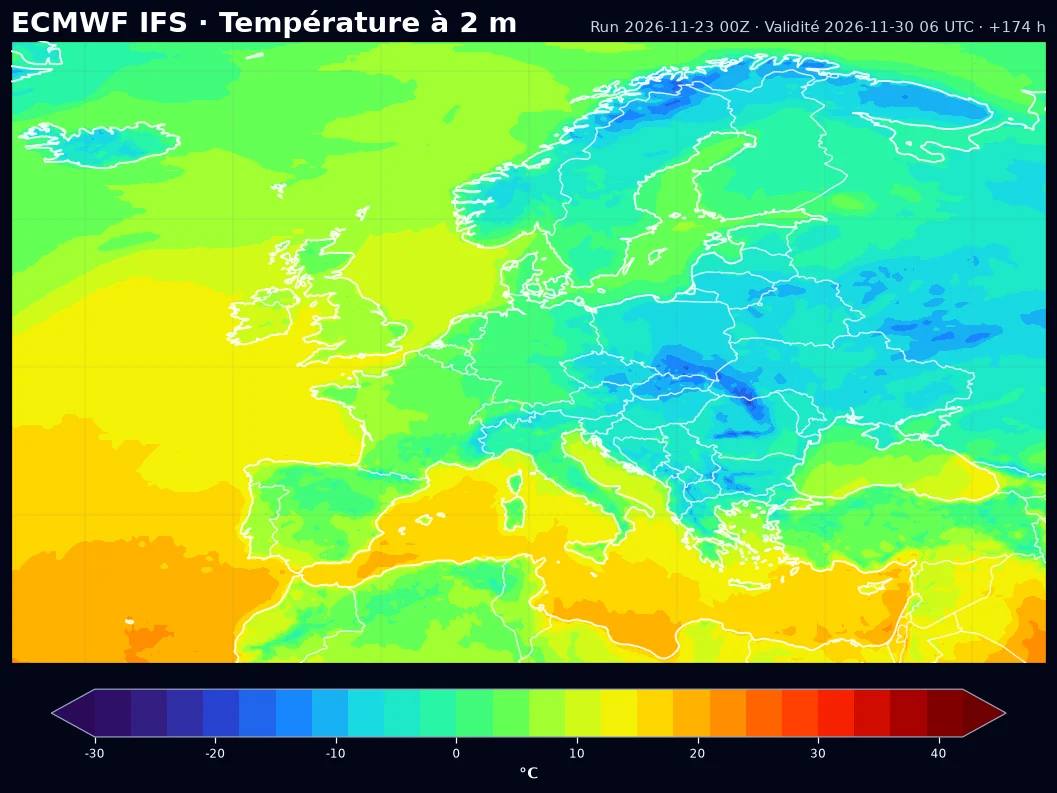 ECMWF IFS · Température à 2 m
Run 2026-11-23 00Z · Validité 2026-11-30 06 UTC · +174 h
-30 -20 -10 0 10 20 30 40
°C